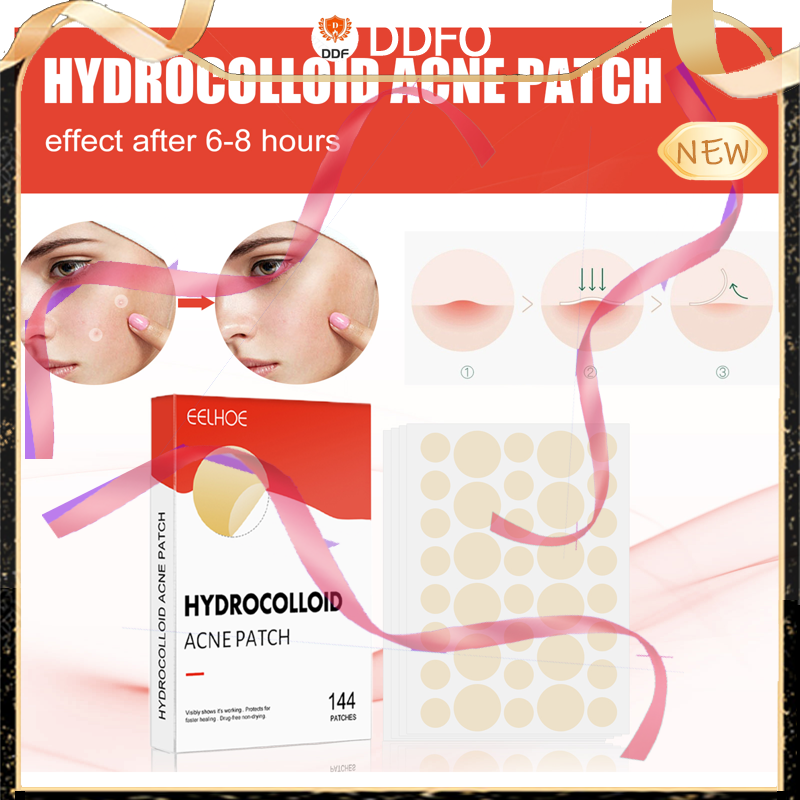 DDF
DDFO
HYDROCOLLOID ACNE PATCH
effect after 6-8 hours
NEW
①
②
③
EELHOE
HYDROCOLLOID ACNE PATCH
HYDROCOLLOID
ACNE PATCH
Visibly shows it's working . Protects for
faster healing . Drug-free non-drying.
144
PATCHES